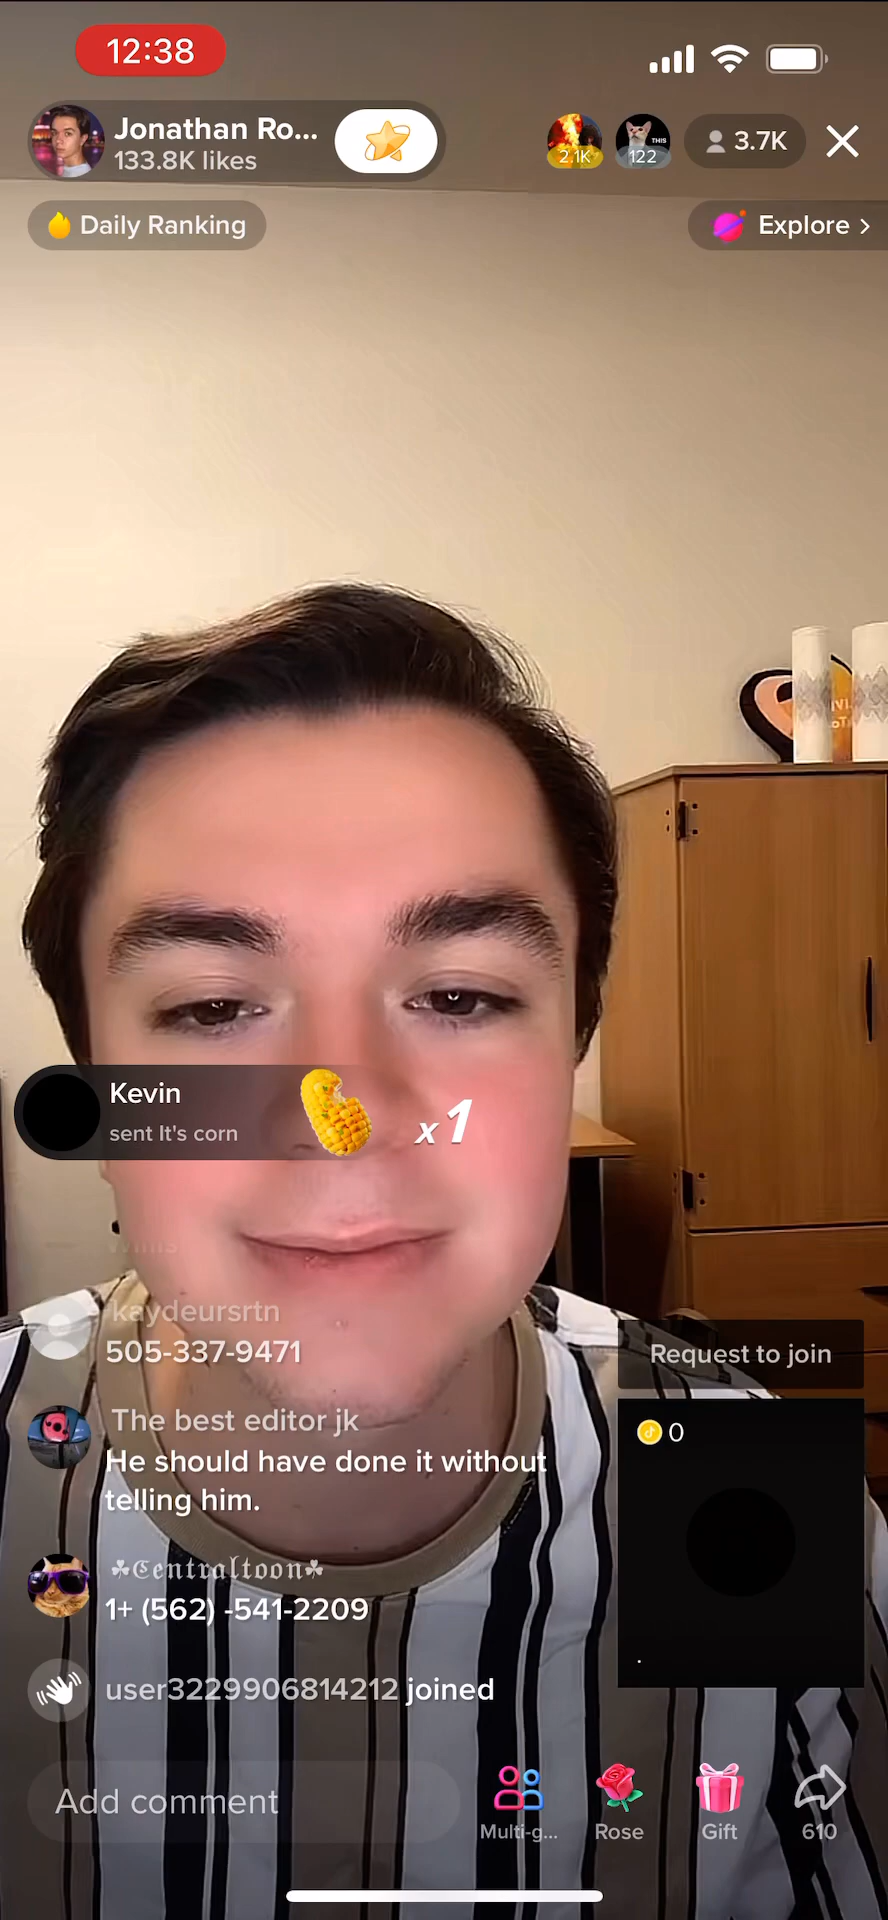 12:38
Jonathan Ro...
133.8K likes
2.1K
THIS
122
3.7K
Daily Ranking
Explore >
Kevin
sent It's corn
x1
kaydeursrtn
505-337-9471
The best editor jk
He should have done it without
telling him.
☘ℭ𝔢𝔫𝔱𝔯𝔞𝔩𝔱𝔬𝔬𝔫☘
1+ (562) -541-2209
user3229906814212 joined
Request to join
0
.
Add comment
Multi-g...
Rose
Gift
610